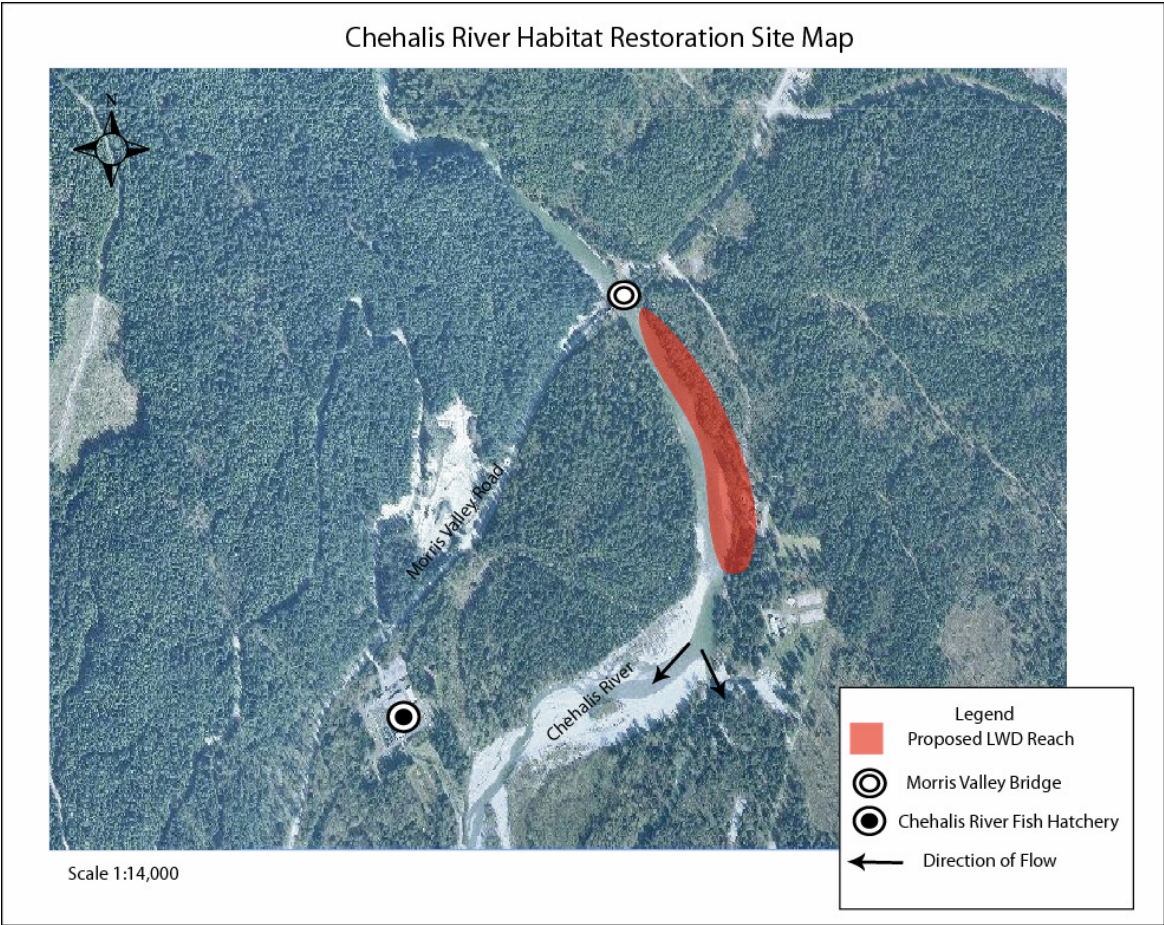 Chehalis River Habitat Restoration Site Map
N
Morris Valley Road
Chehalis River
Legend
Proposed LWD Reach
Morris Valley Bridge
Chehalis River Fish Hatchery
Direction of Flow
Scale 1:14,000